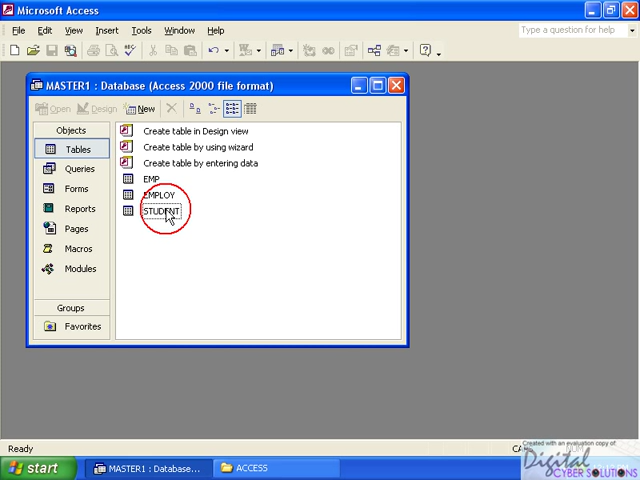 Microsoft Access
File Edit View Insert Tools Window Help
Type a question for help
MASTER1 : Database (Access 2000 file format)
Open Design New
Objects
Tables
Queries
Forms
Reports
Pages
Macros
Modules
Groups
Favorites
Create table in Design view
Create table by using wizard
Create table by entering data
EMP
EMPLOY
STUDENT
Ready
NUM
start
MASTER1 : Database...
ACCESS
Created with an evaluation copy of
Digital
CYBER SOLUTIONS